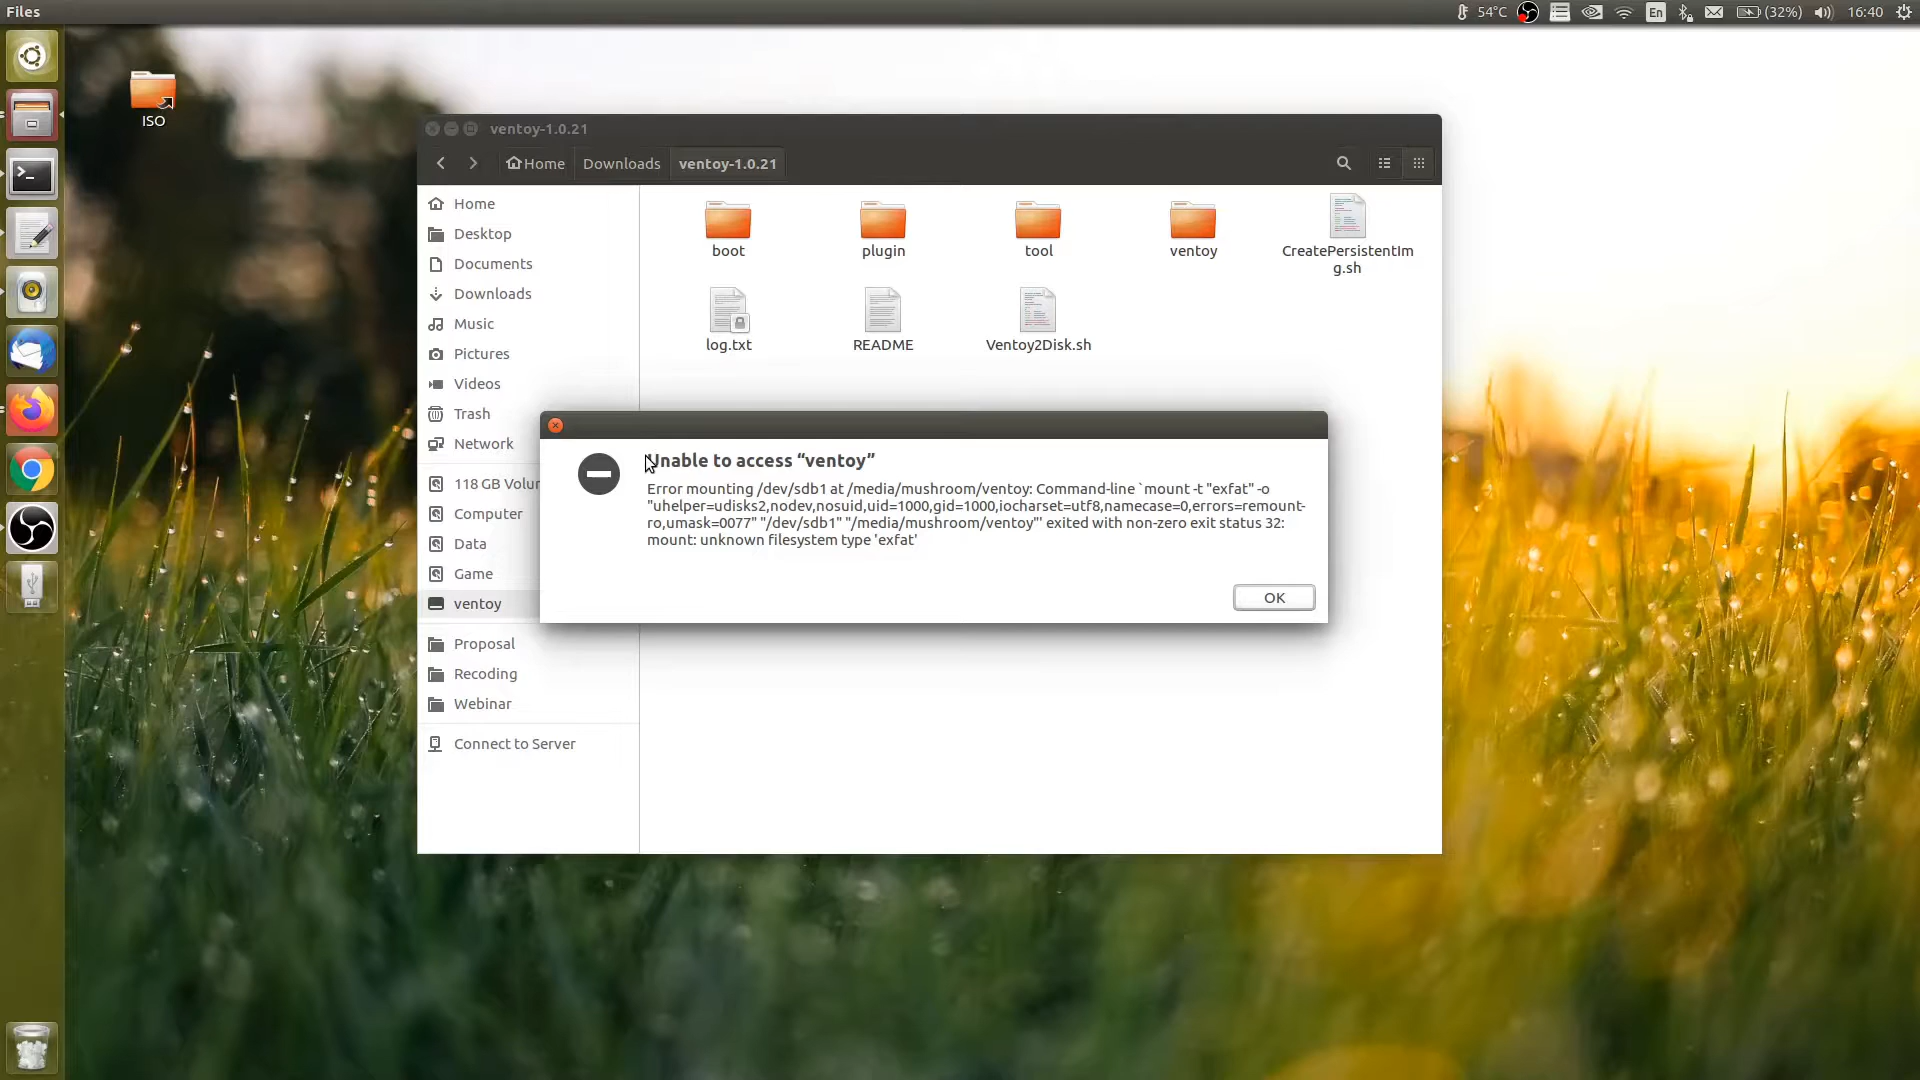 Files
54°C
En
(32%)
16:40
ISO
ventoy-1.0.21
Home
Downloads
ventoy-1.0.21
Home
Desktop
Documents
Downloads
Music
Pictures
Videos
Trash
Network
118 GB Volu
Computer
Data
Game
ventoy
Proposal
Recoding
Webinar
Connect to Server
boot
plugin
tool
ventoy
CreatePersistentIm
g.sh
log.txt
README
Ventoy2Disk.sh
Unable to access “ventoy”
Error mounting /dev/sdb1 at /media/mushroom/ventoy: Command-line `mount -t "exfat" -o
"uhelper=udisks2,nodev,nosuid,uid=1000,gid=1000,iocharset=utf8,namecase=0,errors=remount-
ro,umask=0077" "/dev/sdb1" "/media/mushroom/ventoy"' exited with non-zero exit status 32:
mount: unknown filesystem type 'exfat'
OK